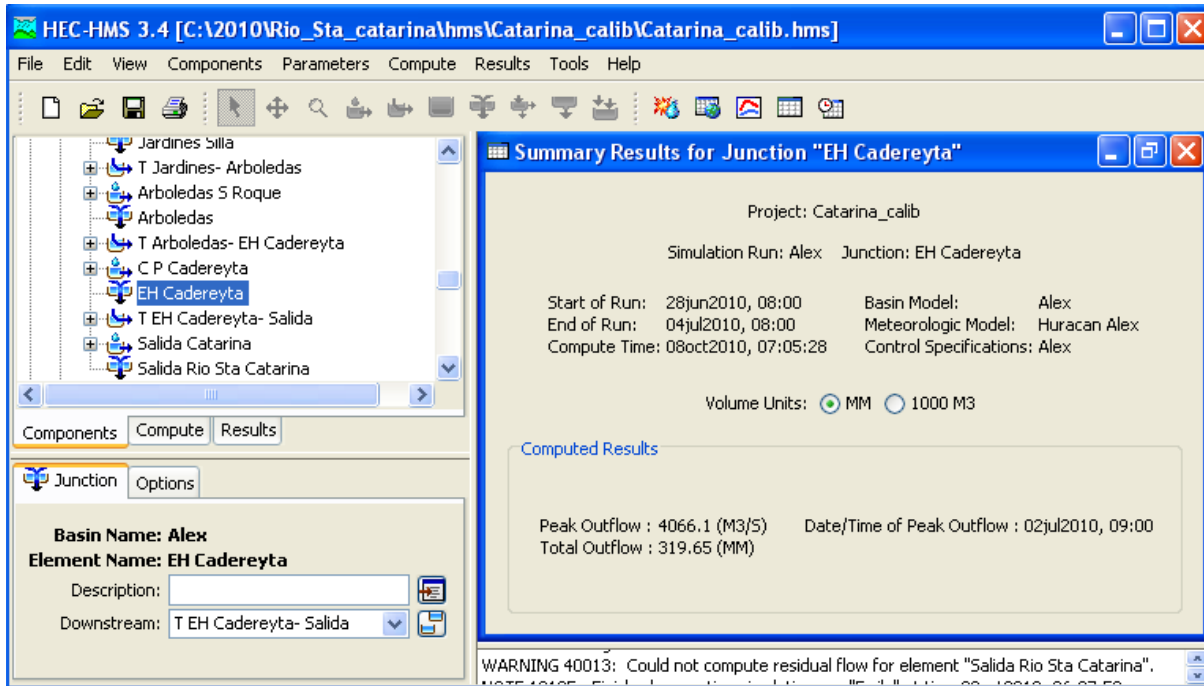 HEC-HMS 3.4 [C:\2010\Rio_Sta_catarina\hms\Catarina_calib\Catarina_calib.hms]
File Edit View Components Parameters Compute Results Tools Help
Jardines Silla
T Jardines- Arboledas
Arboledas S Roque
Arboledas
T Arboledas- EH Cadereyta
C P Cadereyta
EH Cadereyta
T EH Cadereyta- Salida
Salida Catarina
Salida Rio Sta Catarina
Components Compute Results
Junction Options
Basin Name: Alex
Element Name: EH Cadereyta
Description:
Downstream: T EH Cadereyta- Salida
Summary Results for Junction "EH Cadereyta"
Project: Catarina_calib
Simulation Run: Alex Junction: EH Cadereyta
Start of Run: 28jun2010, 08:00 Basin Model: Alex
End of Run: 04jul2010, 08:00 Meteorologic Model: Huracan Alex
Compute Time: 08oct2010, 07:05:28 Control Specifications: Alex
Volume Units: MM 1000 M3
Computed Results
Peak Outflow : 4066.1 (M3/S) Date/Time of Peak Outflow : 02jul2010, 09:00
Total Outflow : 319.65 (MM)
WARNING 40013: Could not compute residual flow for element "Salida Rio Sta Catarina".